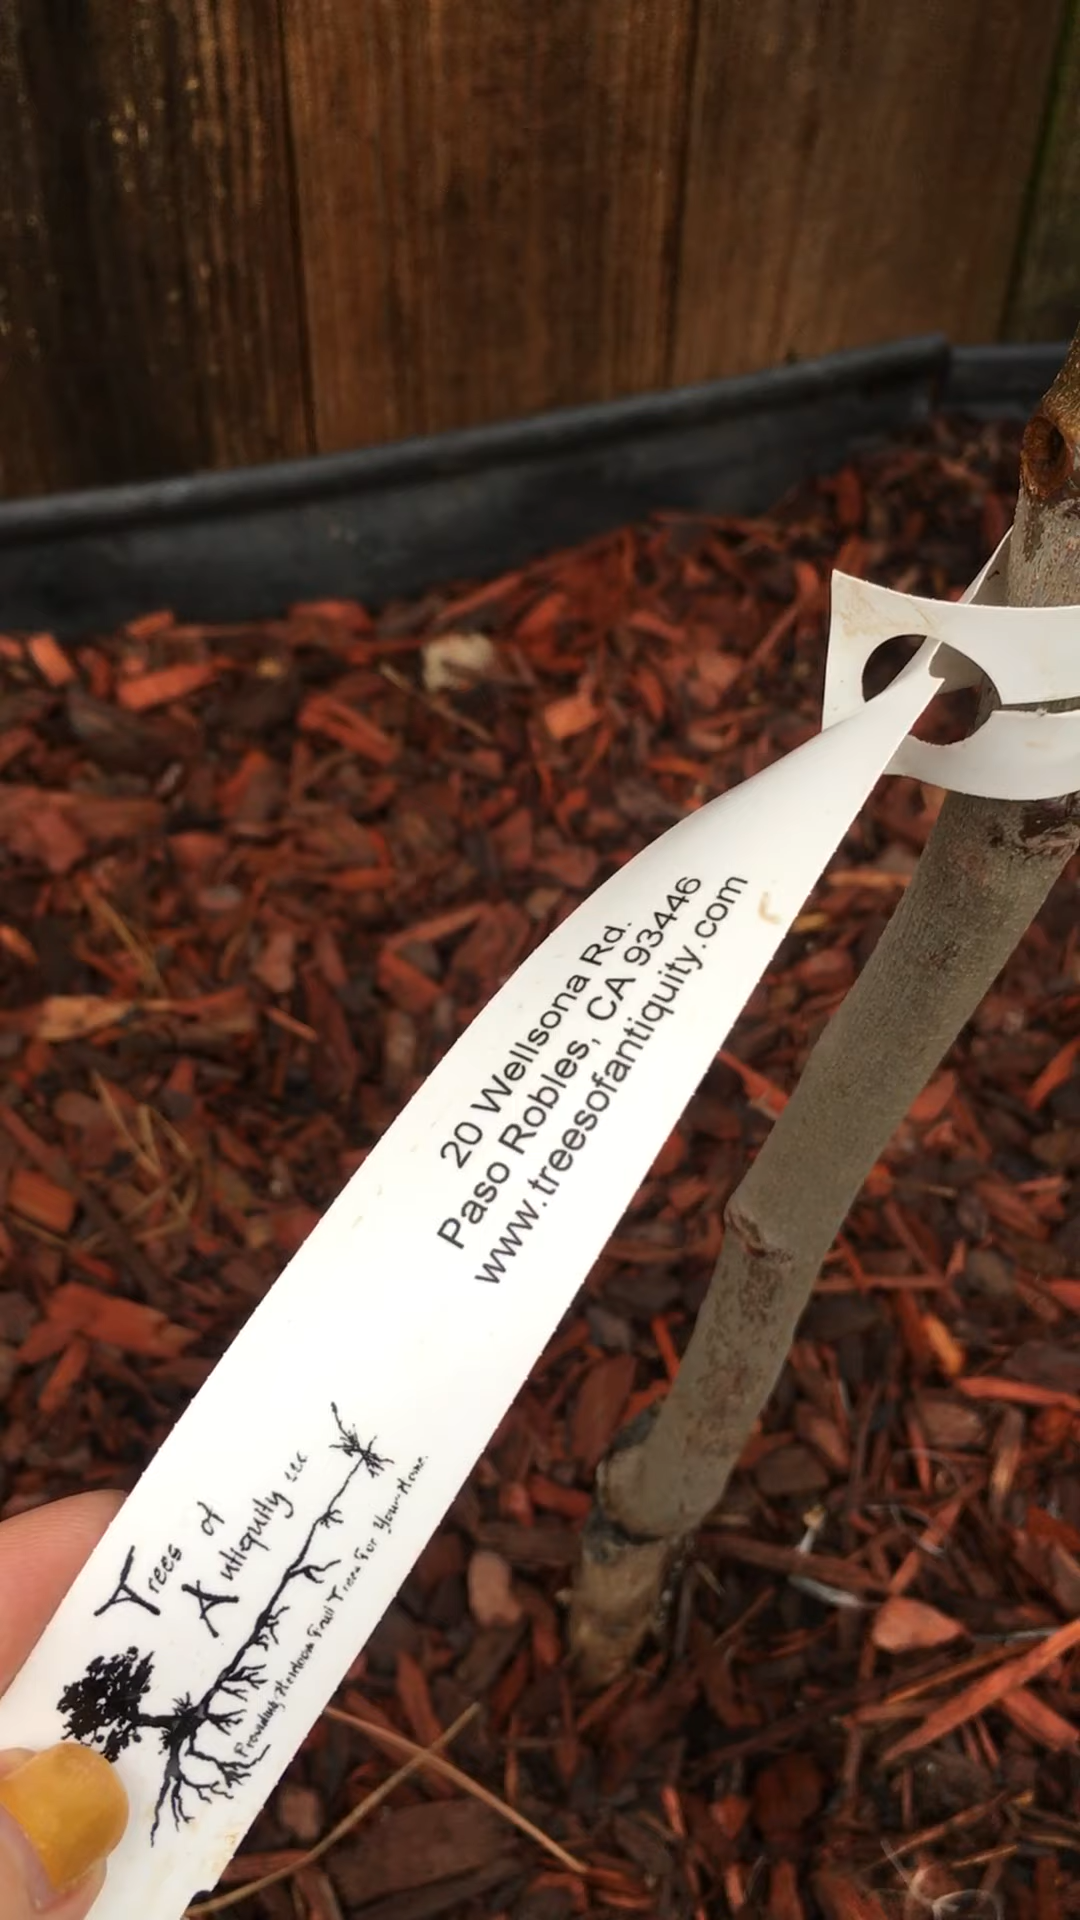 20 Wellsona Rd.
Paso Robles, CA 93446
www.treesofantiquity.com
Trees of
Antiquity LLC
Providing Heirloom Fruit Trees For Your Home.